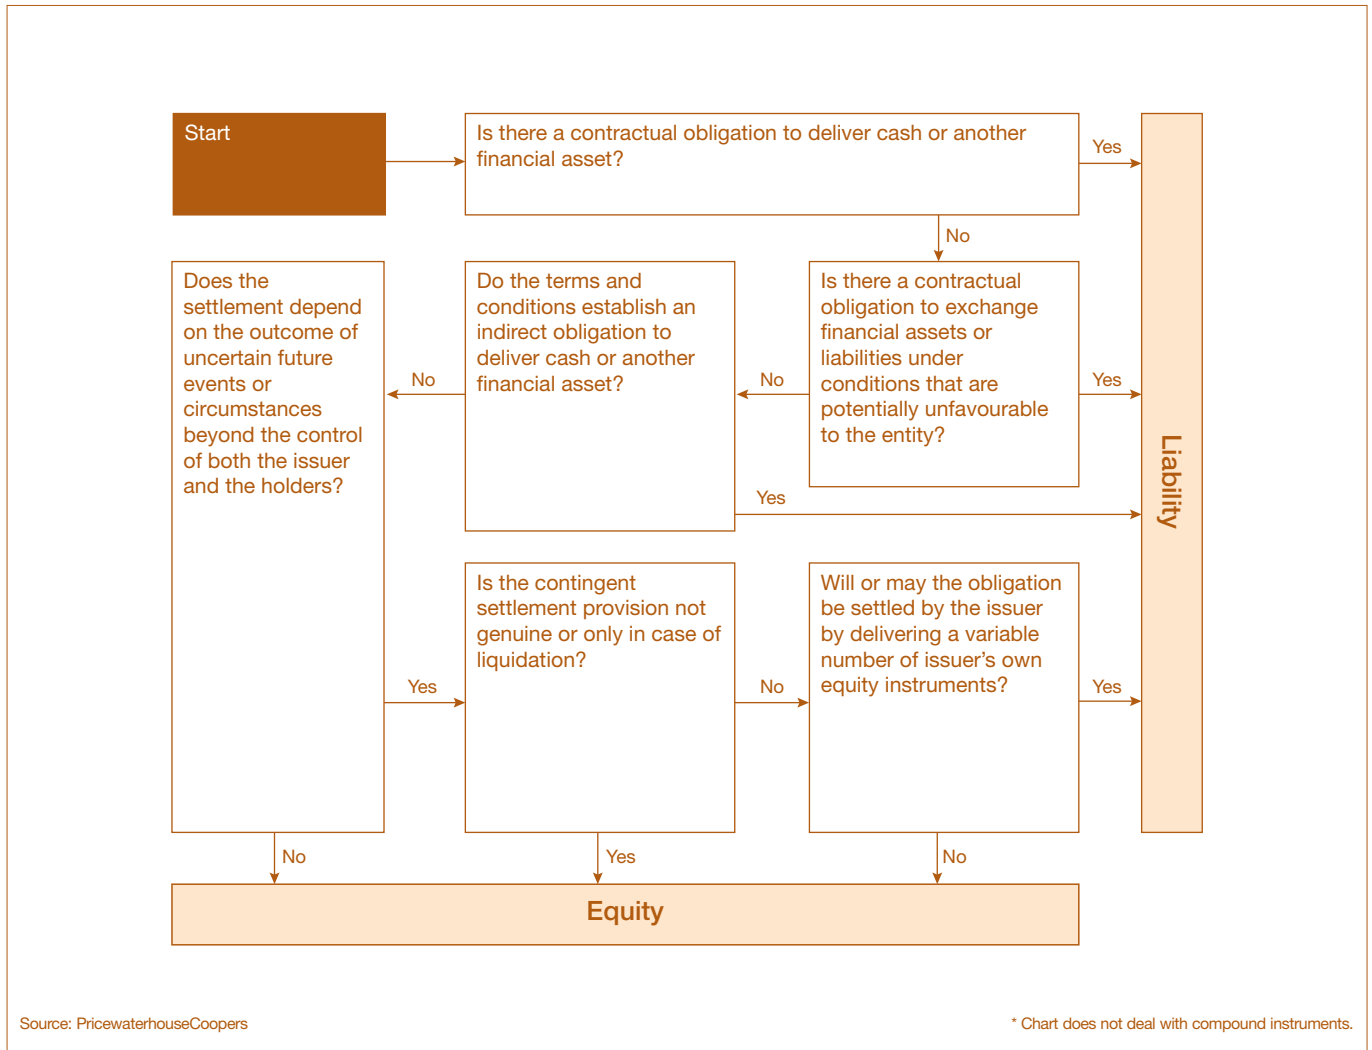 Start
Is there a contractual obligation to deliver cash or another
financial asset?
Yes
No
Does the
settlement depend
on the outcome of
uncertain future
events or
circumstances
beyond the control
of both the issuer
and the holders?
No
Do the terms and
conditions establish an
indirect obligation to
deliver cash or another
financial asset?
No
Is there a contractual
obligation to exchange
financial assets or
liabilities under
conditions that are
potentially unfavourable
to the entity?
Yes
Yes
Liability
Yes
Is the contingent
settlement provision not
genuine or only in case of
liquidation?
No
Will or may the obligation
be settled by the issuer
by delivering a variable
number of issuer's own
equity instruments?
Yes
No
Yes
No
Equity
Source: PricewaterhouseCoopers
* Chart does not deal with compound instruments.